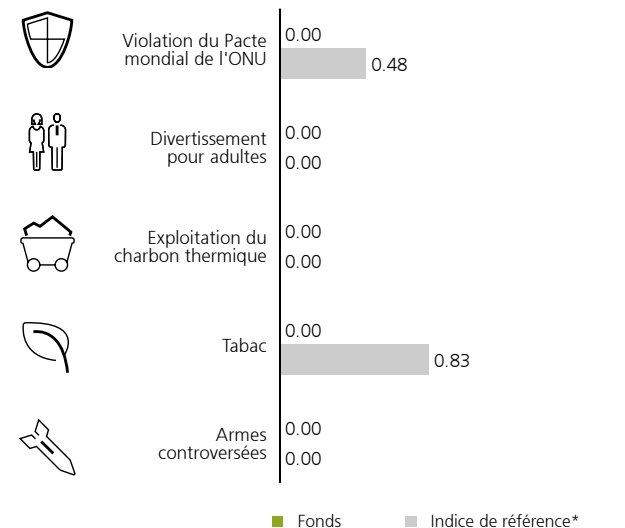 Violation du Pacte
mondial de l'ONU
0.00
0.48
Divertissement
pour adultes
0.00
0.00
Exploitation du
charbon thermique
0.00
0.00
Tabac
0.00
0.83
Armes
controversées
0.00
0.00
Fonds
Indice de référence*